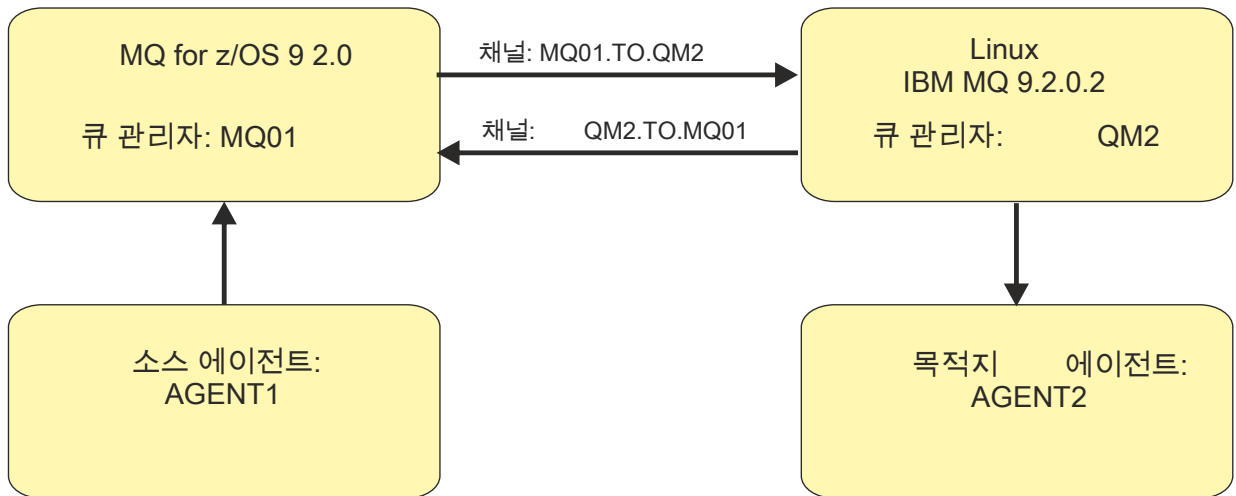 MQ for z/OS 9 2.0
큐 관리자: MQ01
채널: MQ01.TO.QM2
채널: QM2.TO.MQ01
Linux
IBM MQ 9.2.0.2
큐 관리자: QM2
소스 에이전트:
AGENT1
목적지 에이전트:
AGENT2